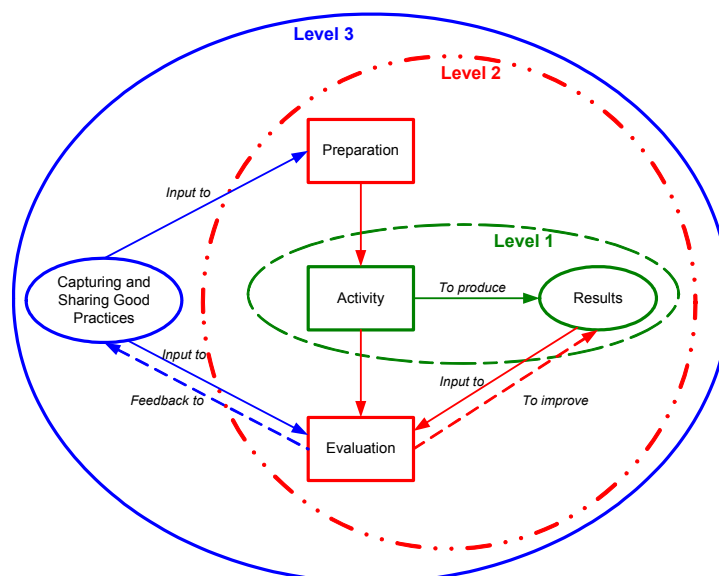 Level 3
Level 2
Preparation
Input to
Level 1
Capturing and
Sharing Good
Practices
Activity
To produce
Results
Input to
Feedback to
Input to
To improve
Evaluation